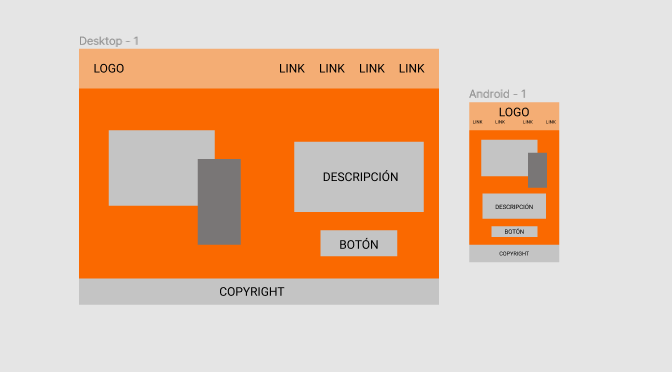 Desktop - 1
LOGO LINK LINK LINK LINK
DESCRIPCIÓN
BOTÓN
COPYRIGHT
Android - 1
LOGO
LINK LINK LINK LINK
DESCRIPCIÓN
BOTÓN
COPYRIGHT